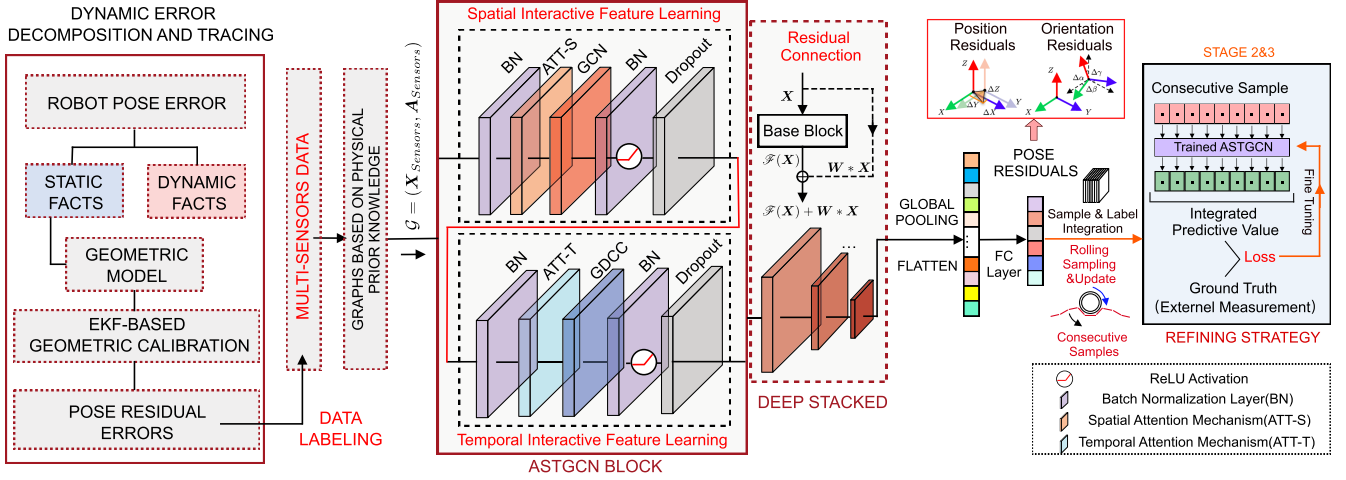 DYNAMIC ERROR
DECOMPOSITION AND TRACING
ROBOT POSE ERROR
STATIC
FACTS
DYNAMIC
FACTS
GEOMETRIC
MODEL
EKF-BASED
GEOMETRIC CALIBRATION
POSE RESIDUAL
ERRORS
DATA
LABELING
MULTI-SENSORS DATA
GRAPHS BASED ON PHYSICAL
PRIOR KNOWLEDGE
𝒢 = (X_Sensors, A_Sensors)
Spatial Interactive Feature Learning
BN
ATT-S
GCN
BN
Dropout
BN
ATT-T
GDCC
BN
Dropout
Temporal Interactive Feature Learning
ASTGCN BLOCK
Residual
Connection
X
Base Block
ℱ(X)
W * X
ℱ(X) + W * X
...
DEEP STACKED
GLOBAL
POOLING
FLATTEN
FC
Layer
Position
Residuals
Orientation
Residuals
Z
ΔZ
X
ΔY
ΔX
Y
Z
Δα
Δγ
Δβ
X
Y
POSE
RESIDUALS
Sample & Label
Integration
Rolling
Sampling
&Update
Consecutive
Samples
STAGE 2&3
Consecutive Sample
Trained ASTGCN
Fine Tuning
Integrated
Predictive Value
Loss
Ground Truth
(Externel Measurement)
REFINING STRATEGY
ReLU Activation
Batch Normalization Layer(BN)
Spatial Attention Mechanism(ATT-S)
Temporal Attention Mechanism(ATT-T)